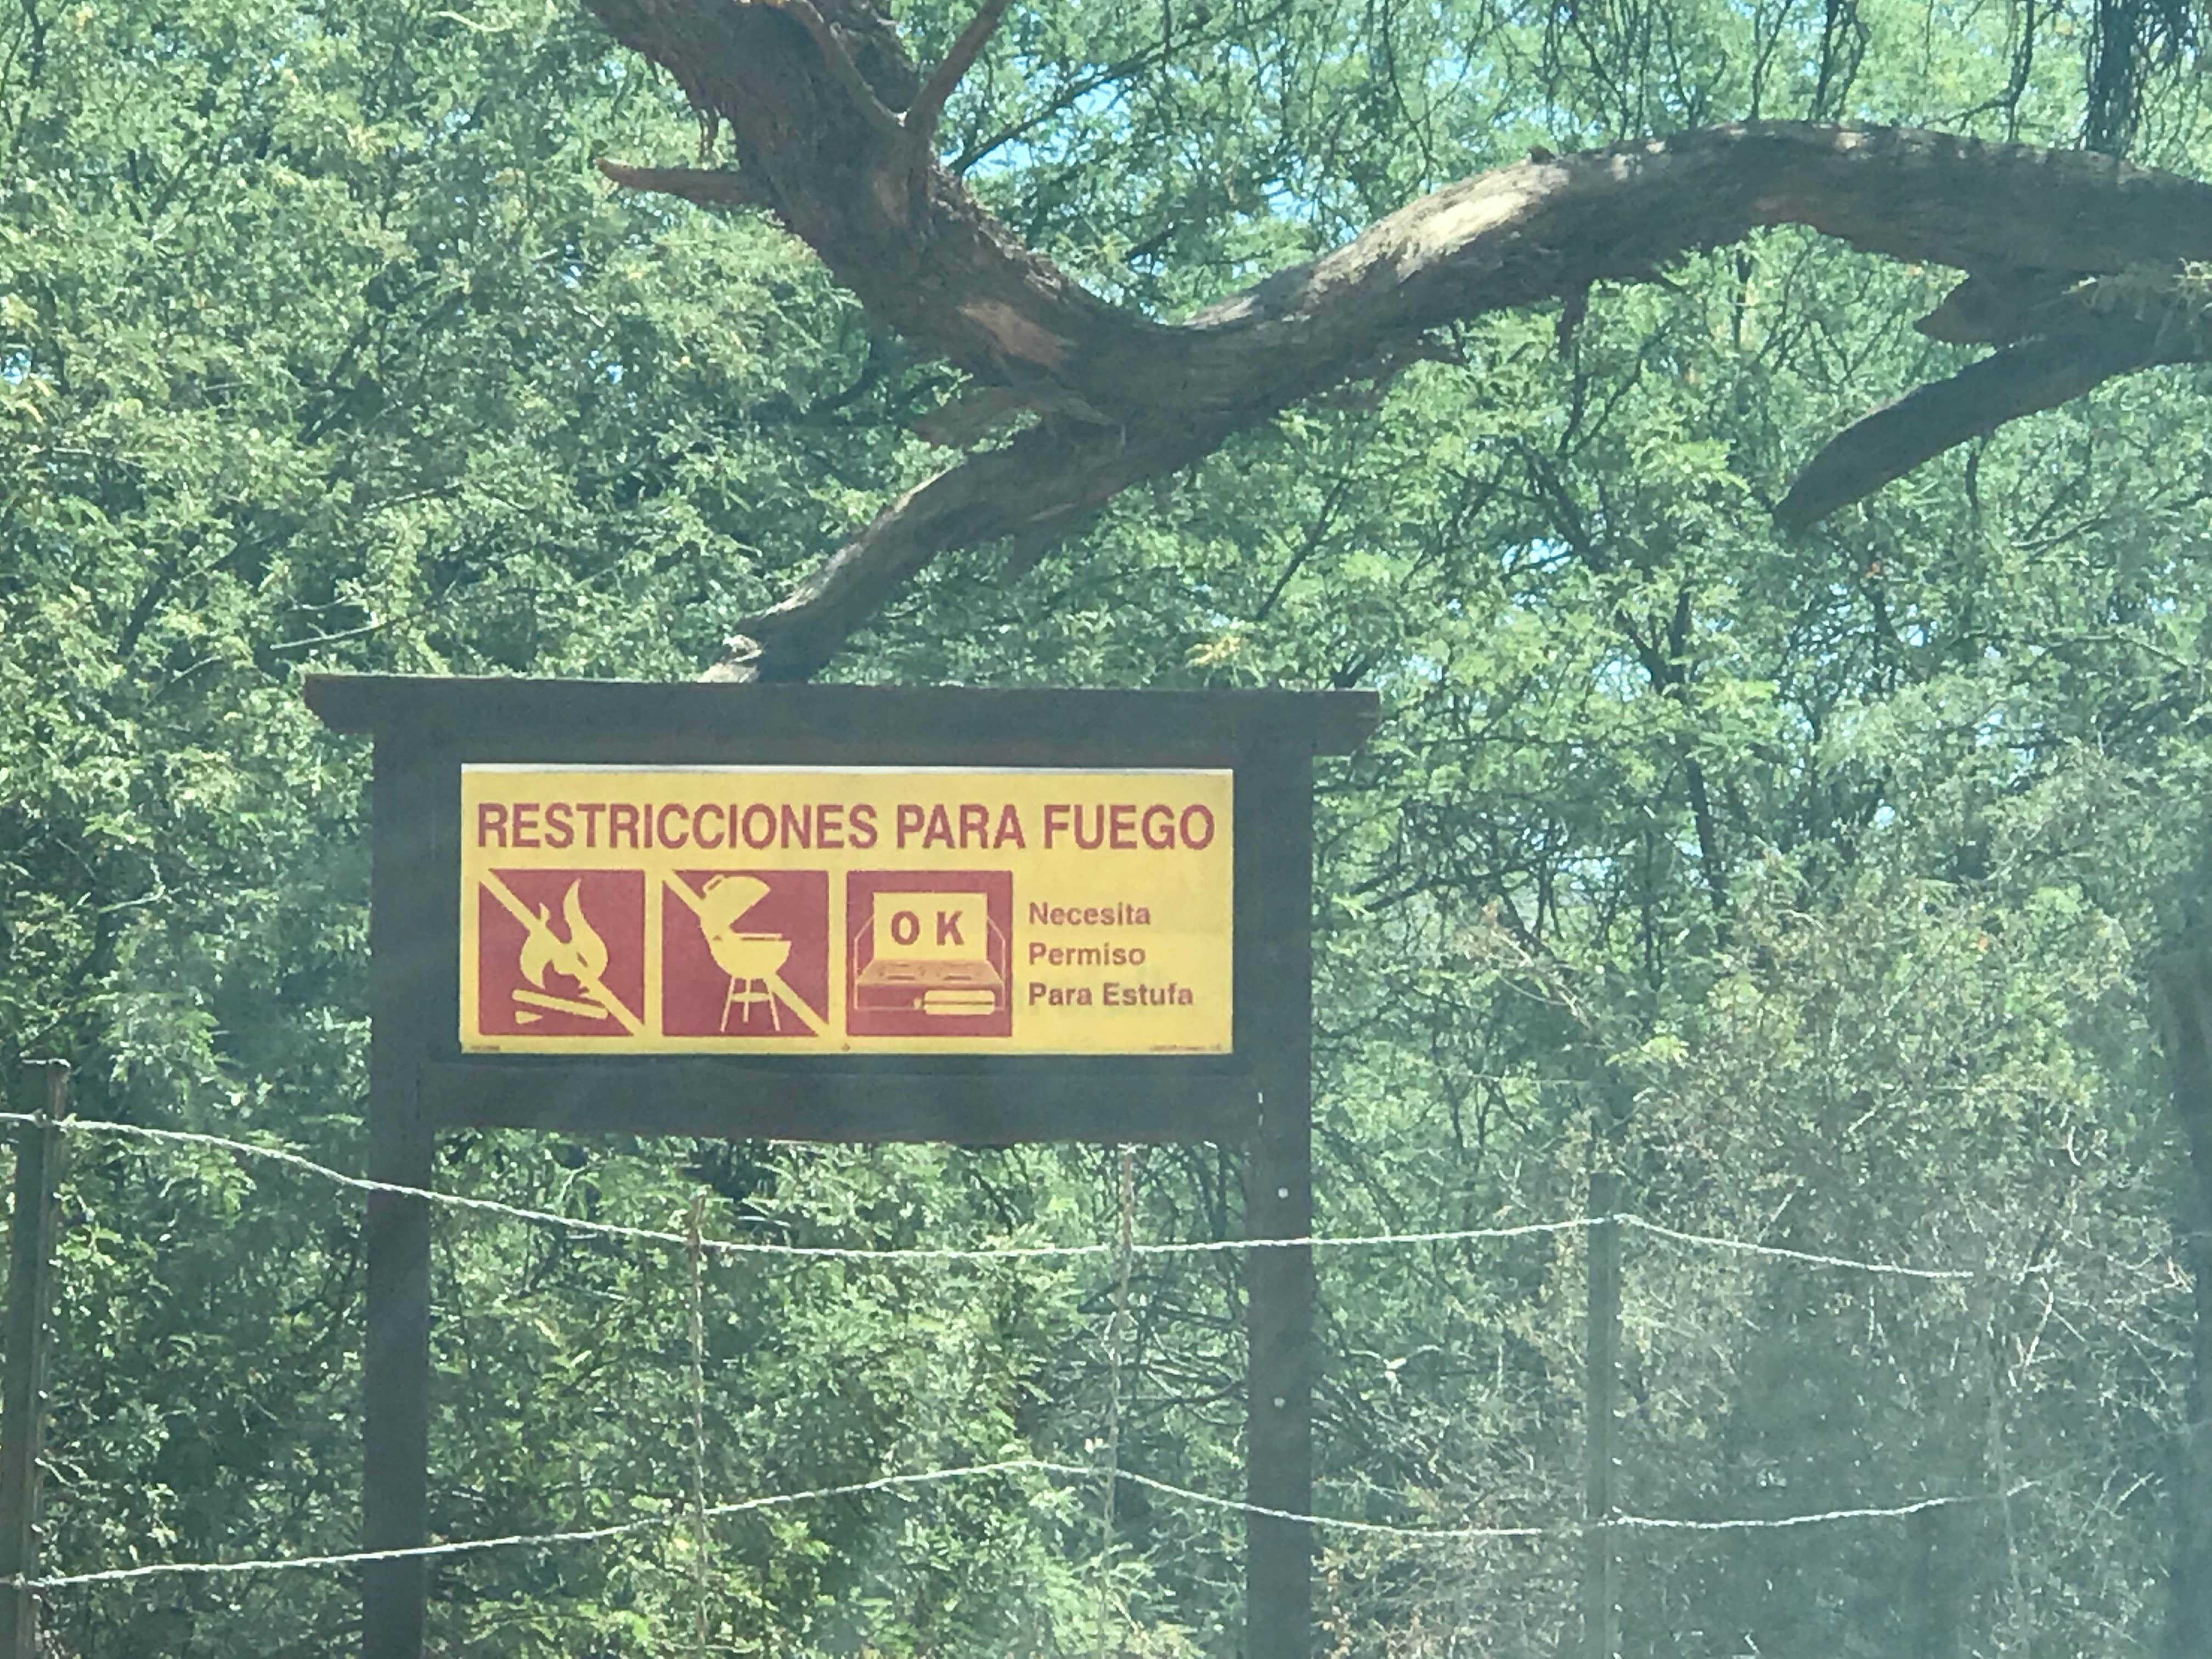 RESTRICCIONES PARA FUEGO
OK
Necesita
Permiso
Para Estufa